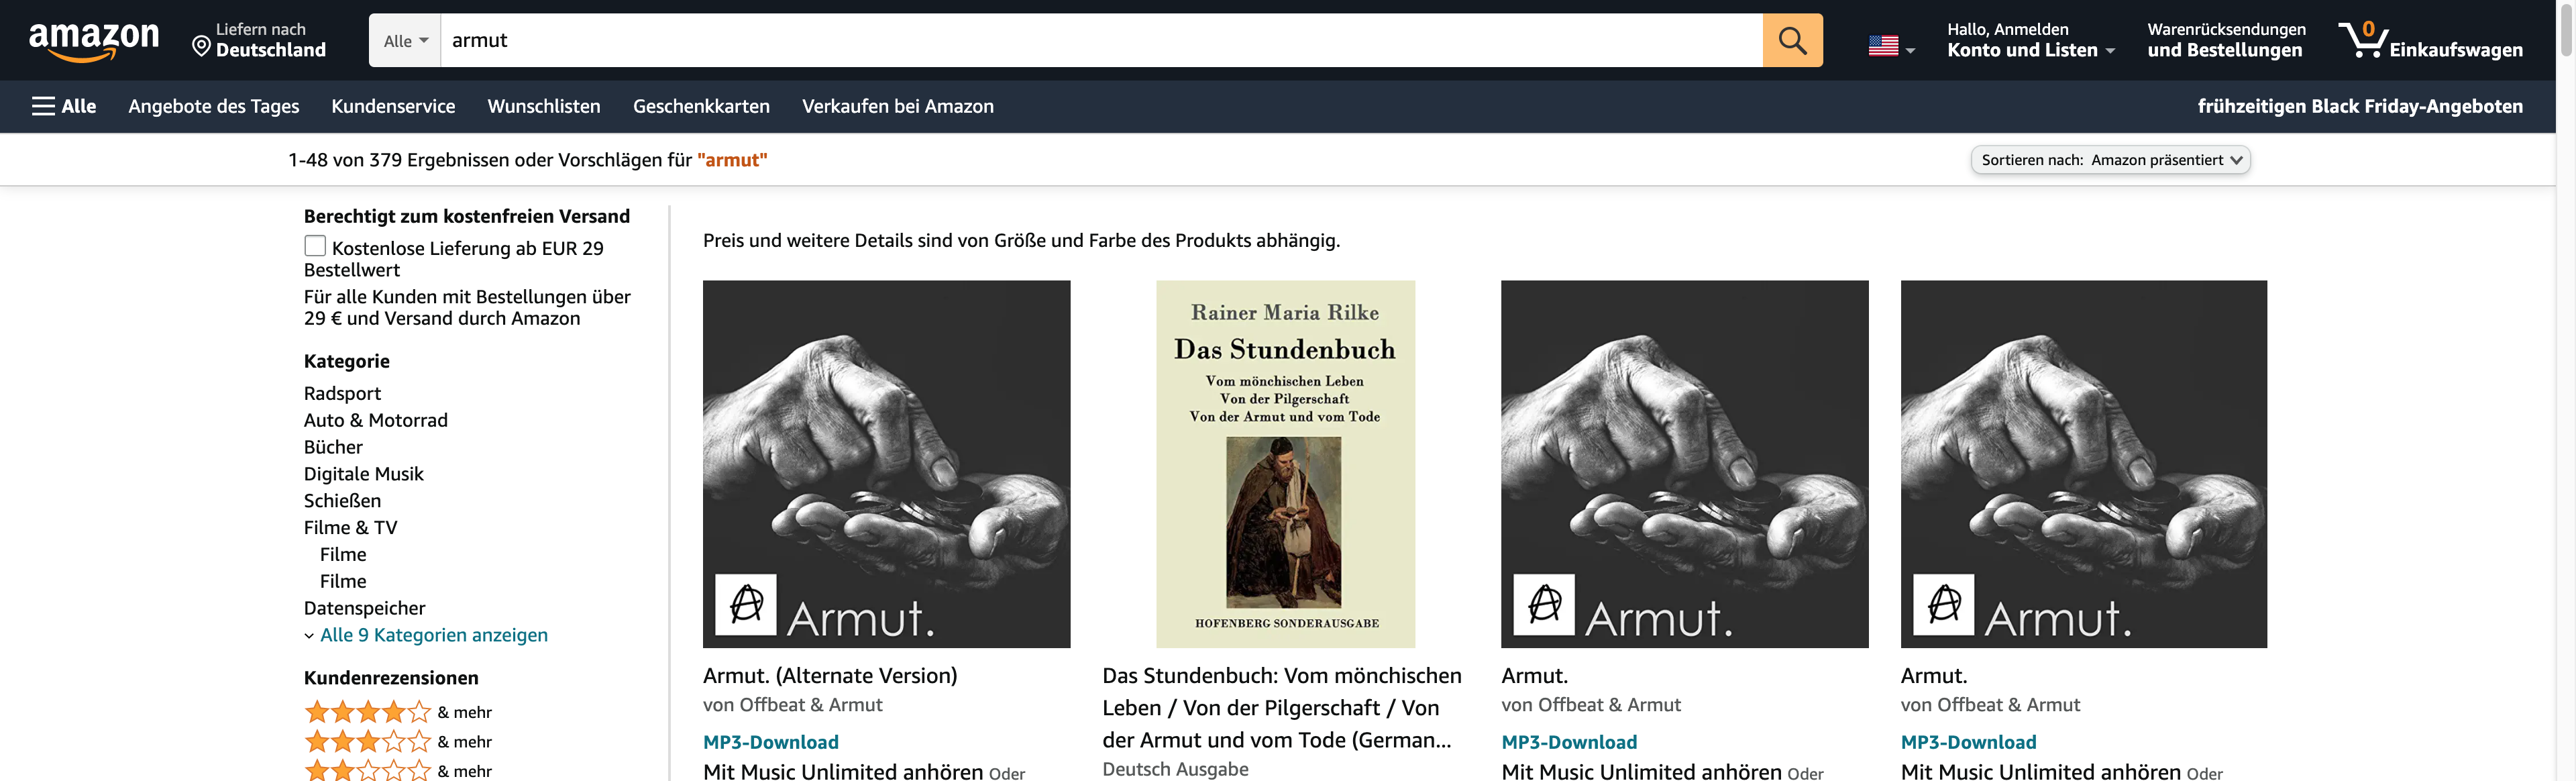 amazon
Liefern nach
Deutschland
Alle
armut
Hallo, Anmelden
Konto und Listen
Warenrücksendungen
und Bestellungen
0
Einkaufswagen
Alle
Angebote des Tages
Kundenservice
Wunschlisten
Geschenkkarten
Verkaufen bei Amazon
frühzeitigen Black Friday-Angeboten
1-48 von 379 Ergebnissen oder Vorschlägen für "armut"
Sortieren nach: Amazon präsentiert
Berechtigt zum kostenfreien Versand
Kostenlose Lieferung ab EUR 29
Bestellwert
Für alle Kunden mit Bestellungen über
29 € und Versand durch Amazon
Kategorie
Radsport
Auto & Motorrad
Bücher
Digitale Musik
Schießen
Filme & TV
Filme
Filme
Datenspeicher
Alle 9 Kategorien anzeigen
Kundenrezensionen
& mehr
& mehr
& mehr
Preis und weitere Details sind von Größe und Farbe des Produkts abhängig.
Armut.
Armut. (Alternate Version)
von Offbeat & Armut
MP3-Download
Mit Music Unlimited anhören Oder
Rainer Maria Rilke
Das Stundenbuch
Vom mönchischen Leben
Von der Pilgerschaft
Von der Armut und vom Tode
HOFENBERG SONDERAUSGABE
Das Stundenbuch: Vom mönchischen
Leben / Von der Pilgerschaft / Von
der Armut und vom Tode (German...
Deutsch Ausgabe
Armut.
Armut.
von Offbeat & Armut
MP3-Download
Mit Music Unlimited anhören Oder
Armut.
Armut.
von Offbeat & Armut
MP3-Download
Mit Music Unlimited anhören Oder